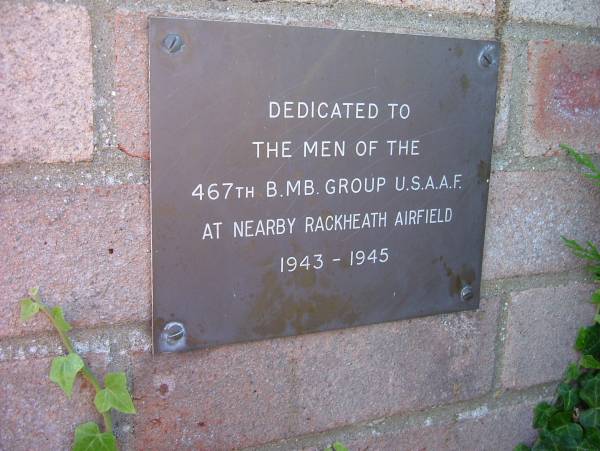 DEDICATED TO
THE MEN OF THE
467TH B.MB. GROUP U.S.A.A.F.
AT NEARBY RACKHEATH AIRFIELD
1943 - 1945